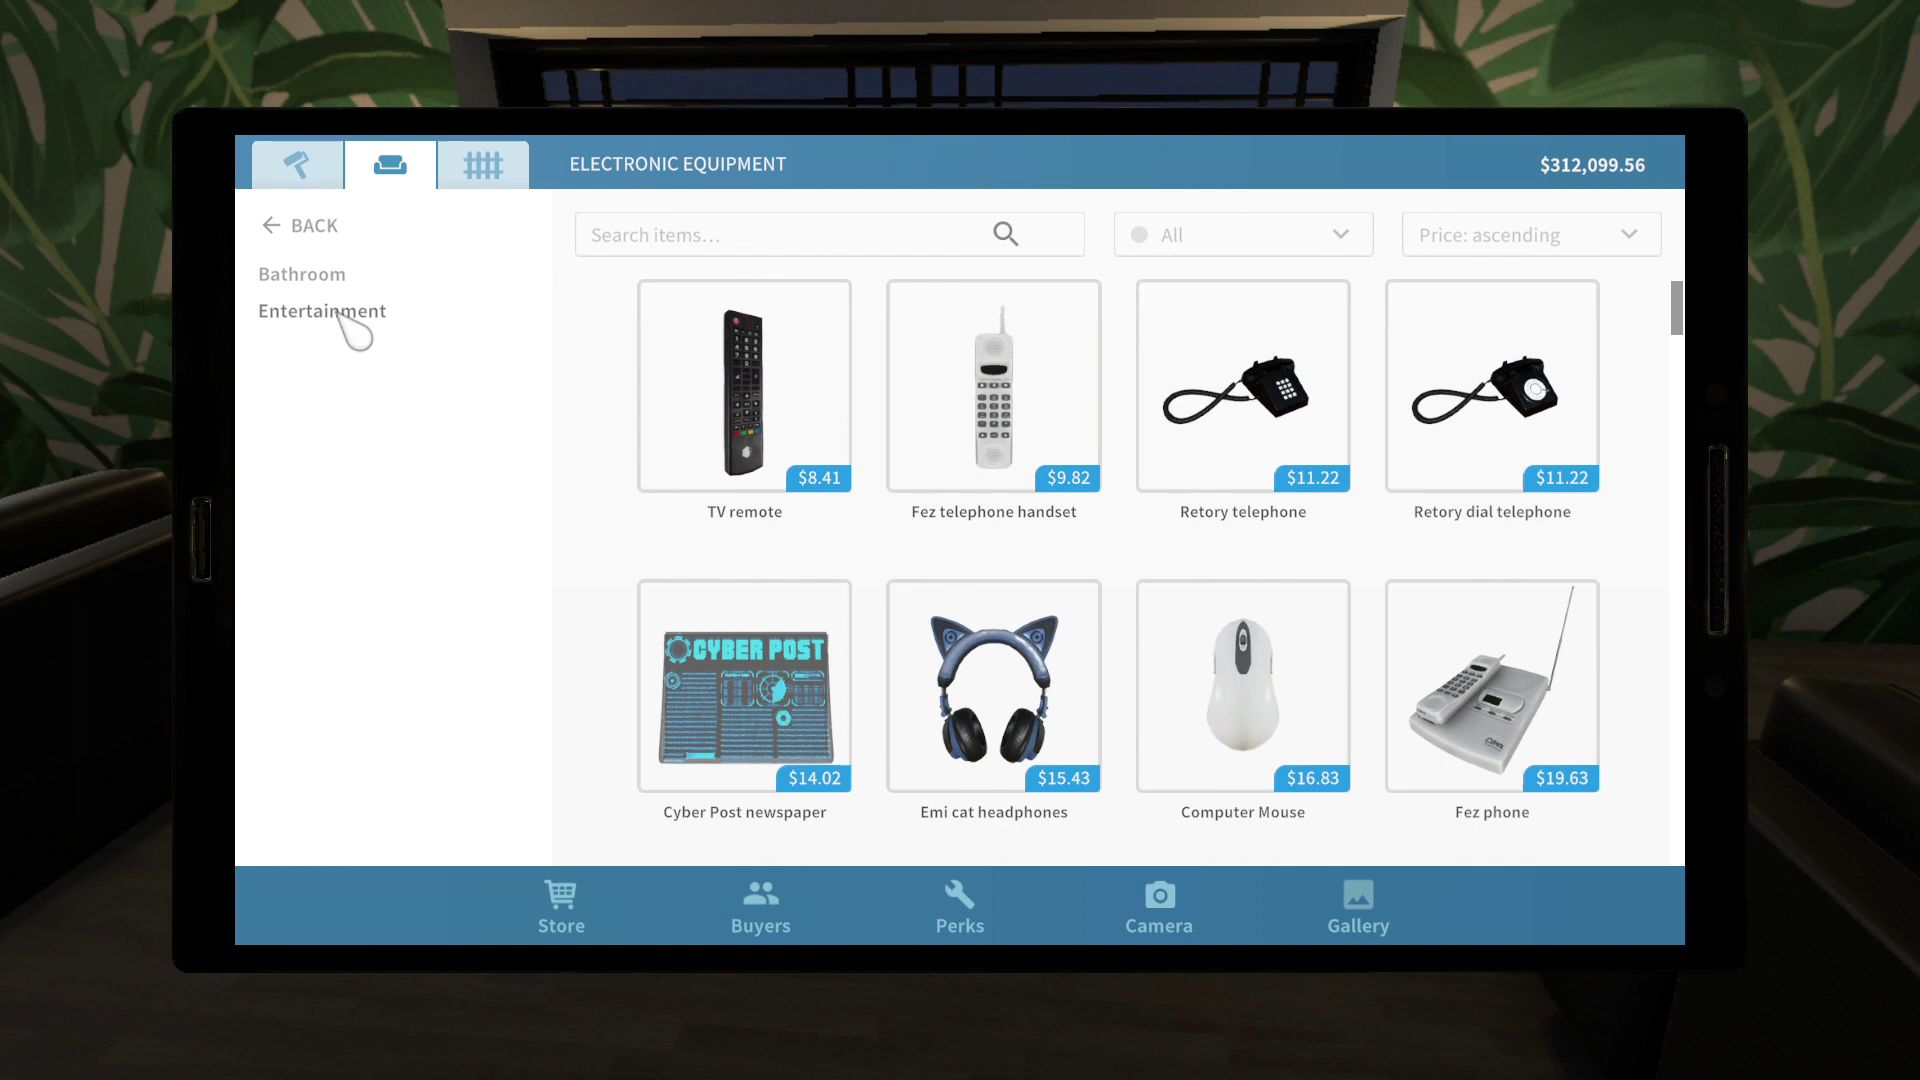 ELECTRONIC EQUIPMENT
$312,099.56
BACK
Bathroom
Entertainment
Search items...
All
Price: ascending
$8.41
$9.82
$11.22
$11.22
TV remote
Fez telephone handset
Retory telephone
Retory dial telephone
CYBER POST
$14.02
$15.43
$16.83
$19.63
Cyber Post newspaper
Emi cat headphones
Computer Mouse
Fez phone
Store
Buyers
Perks
Camera
Gallery